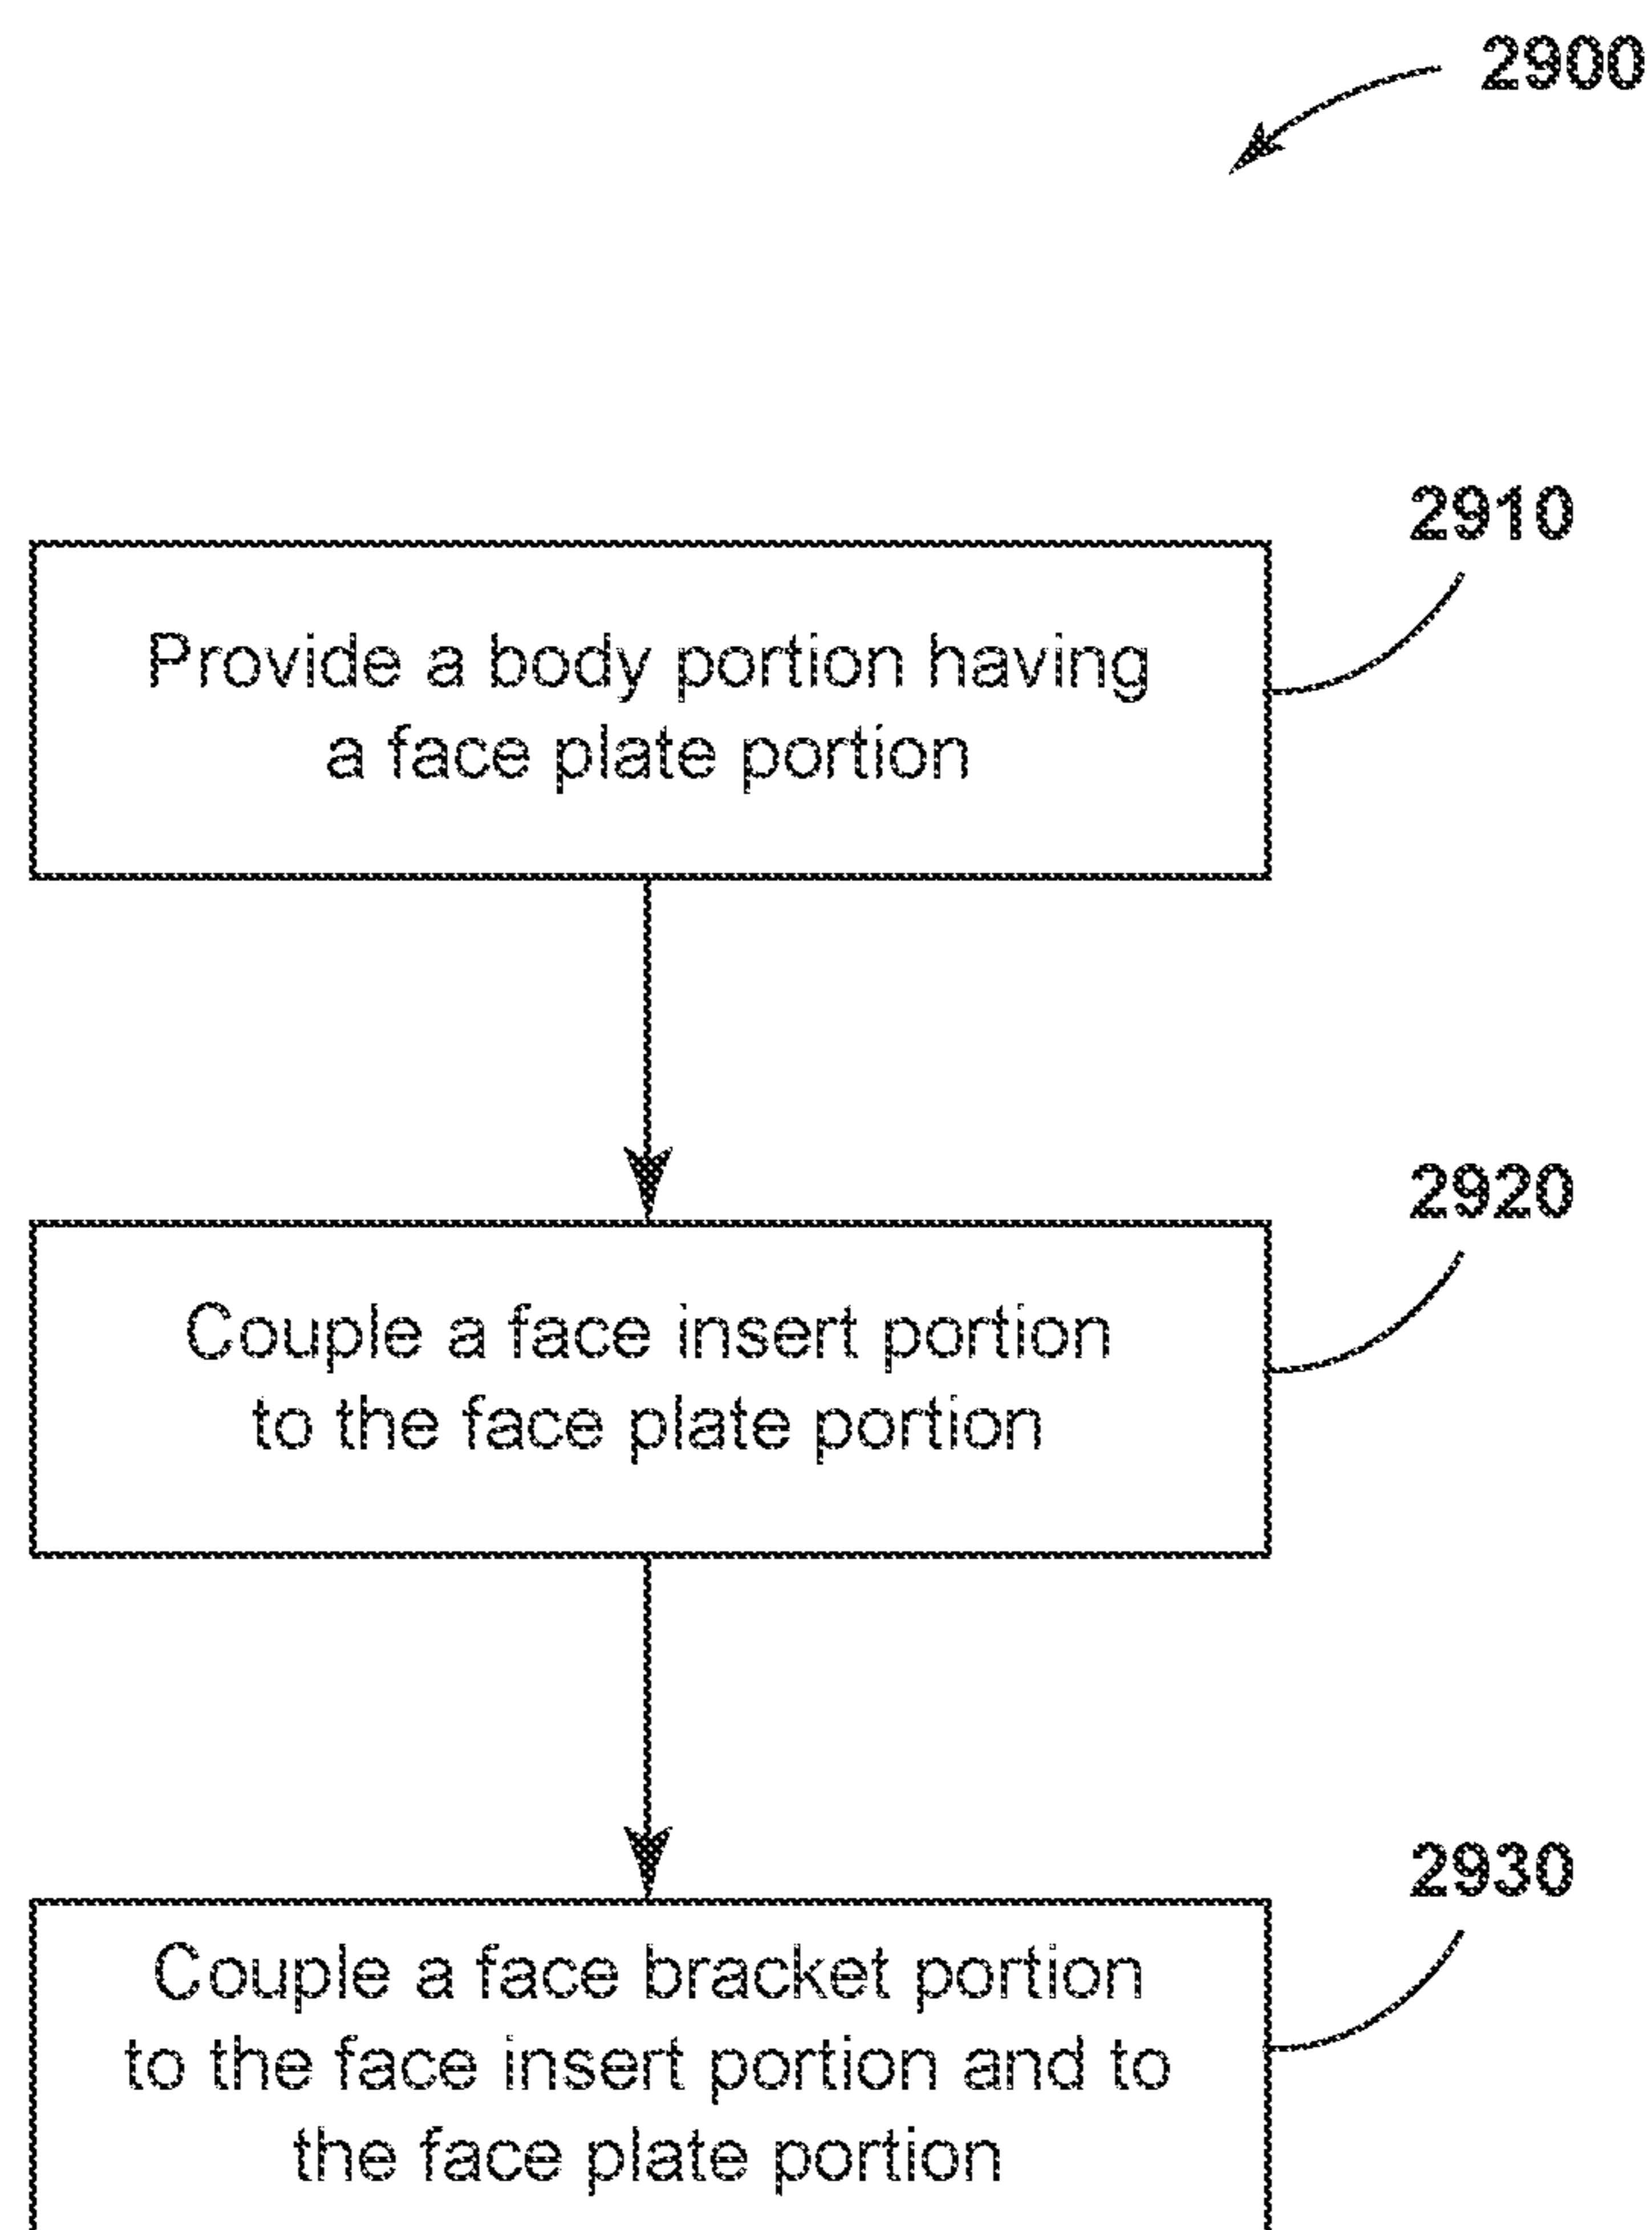 2900
2910
Provide a body portion having
a face plate portion
2920
Couple a face insert portion
to the face plate portion
2930
Couple a face bracket portion
to the face insert portion and to
the face plate portion